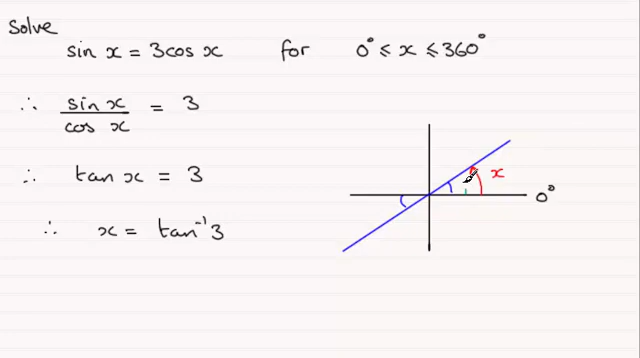 Solve
sin x = 3cos x for 0° ≤ x ≤ 360°
∴ sin x / cos x = 3
∴ tan x = 3
∴ x = tan⁻¹3
x
0°